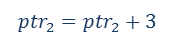 ptr₂ = ptr₂ + 3